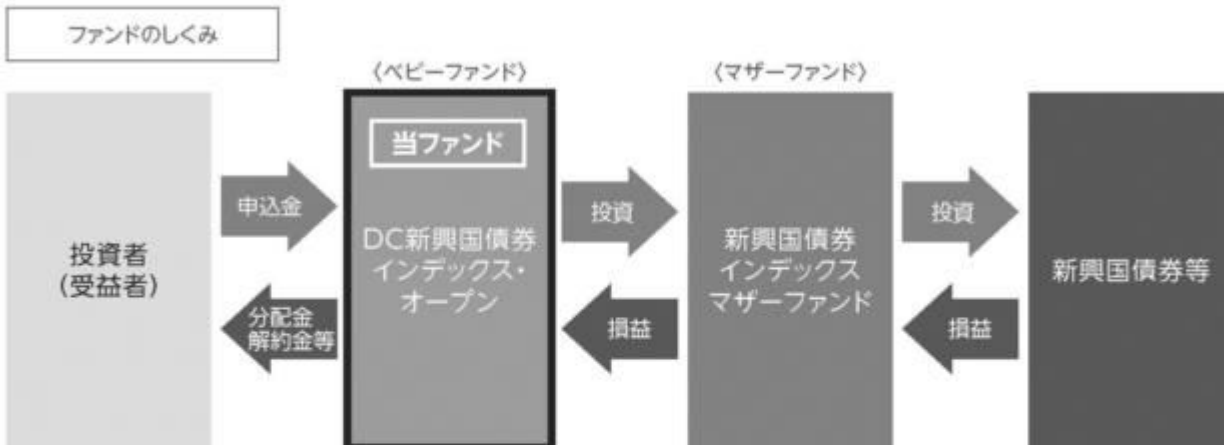 ファンドのしくみ
〈ベビーファンド〉
〈マザーファンド〉
投資者
(受益者)
申込金
分配金
解約金等
当ファンド
DC新興国債券
インデックス・
オープン
投資
損益
新興国債券
インデックス
マザーファンド
投資
損益
新興国債券等